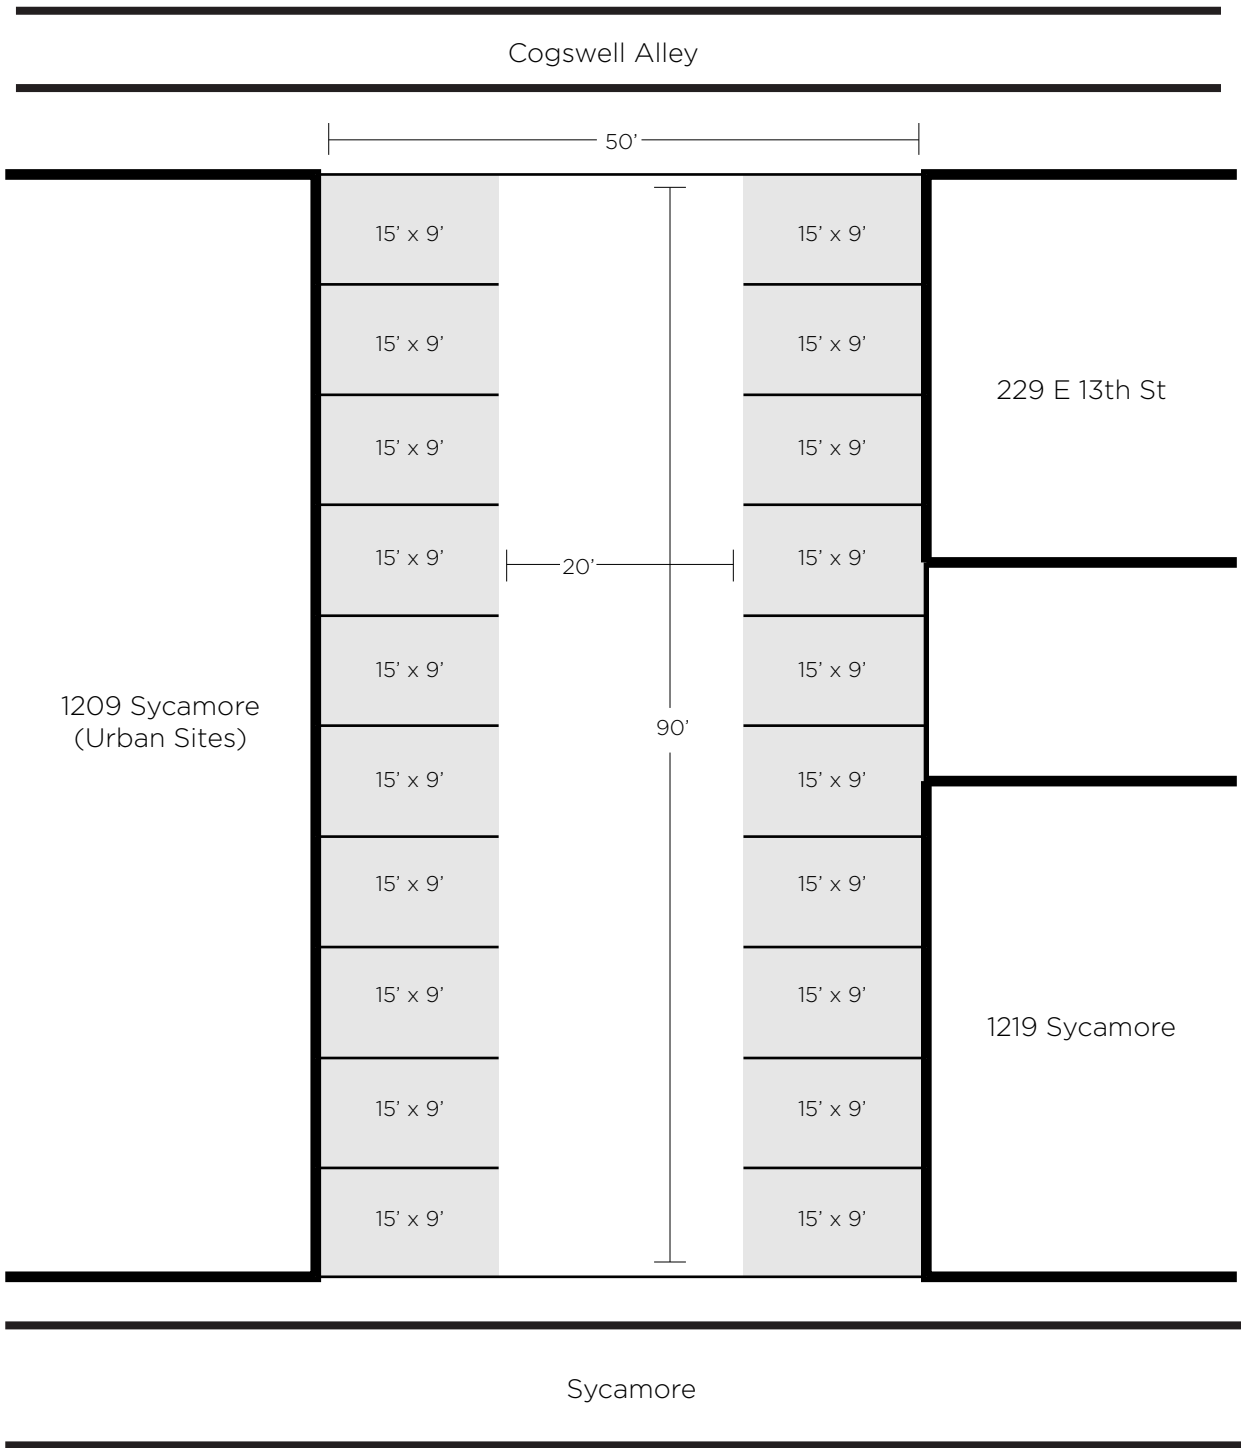 Cogswell Alley
50’
15’ x 9’
15’ x 9’
15’ x 9’
15’ x 9’
229 E 13th St
15’ x 9’
15’ x 9’
15’ x 9’
15’ x 9’
20’
15’ x 9’
15’ x 9’
1209 Sycamore
(Urban Sites)
90’
15’ x 9’
15’ x 9’
15’ x 9’
15’ x 9’
15’ x 9’
15’ x 9’
1219 Sycamore
15’ x 9’
15’ x 9’
15’ x 9’
15’ x 9’
Sycamore